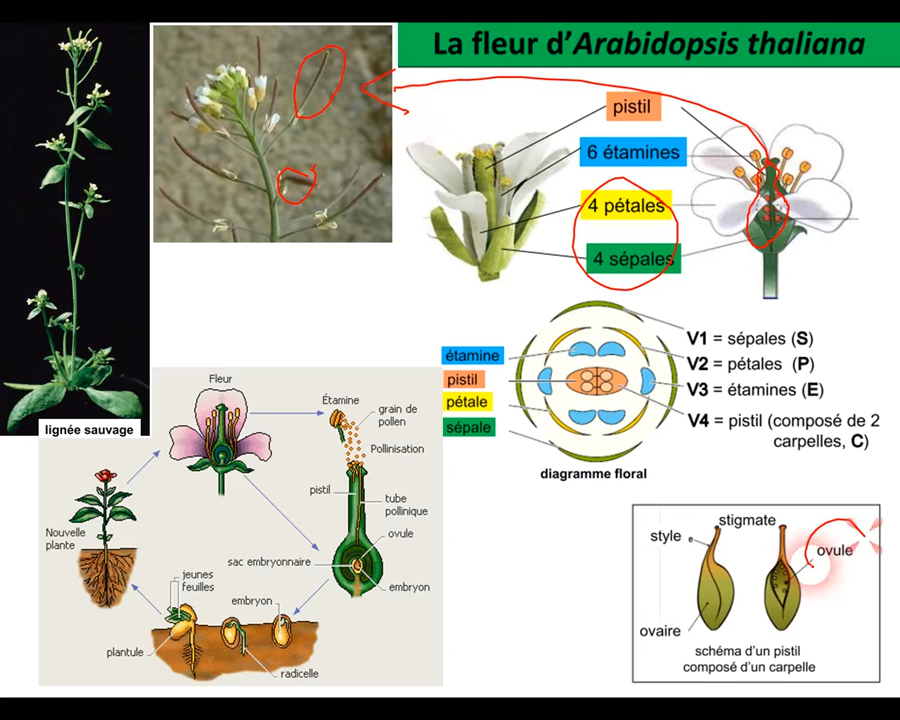 La fleur d'Arabidopsis thaliana
pistil
6 étamines
4 pétales
4 sépales
lignée sauvage
étamine
pistil
pétale
sépale
V1 = sépales (S)
V2 = pétales (P)
V3 = étamines (E)
V4 = pistil (composé de 2
carpelles, C)
diagramme floral
Fleur
Étamine
grain de
pollen
Pollinisation
pistil
tube
pollinique
ovule
sac embryonnaire
embryon
Nouvelle
plante
jeunes
feuilles
embryon
plantule
radicelle
stigmate
style
e
ovule
ovaire
schéma d'un pistil
composé d'un carpelle